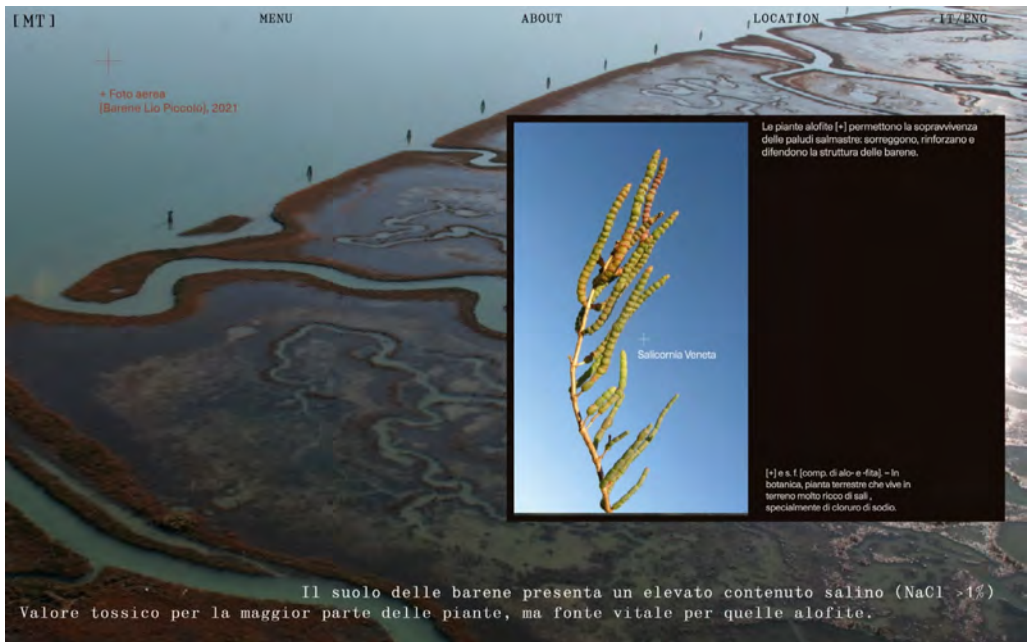 [MT]
MENU
ABOUT
LOCATION
IT/ENG
+ Foto aerea
(Barene Lio Piccolo), 2021
Le piante alofite [+] permettono la sopravvivenza
delle paludi salmastre: sorreggono, rinforzano e
difendono la struttura delle barene.
Salicornia Veneta
[+] e s. f. [comp. di alo- e -fita]. – In
botanica, pianta terrestre che vive in
terreno molto ricco di sali ,
specialmente di cloruro di sodio.
Il suolo delle barene presenta un elevato contenuto salino (NaCl >1%)
Valore tossico per la maggior parte delle piante, ma fonte vitale per quelle alofite.